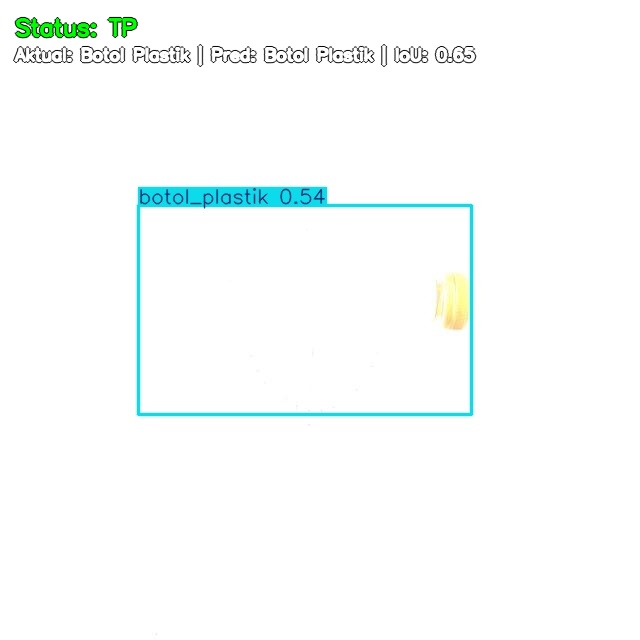 Status: TP
Aktual: Botol Plastik | Pred: Botol Plastik | IoU: 0.65
botol_plastik 0.54